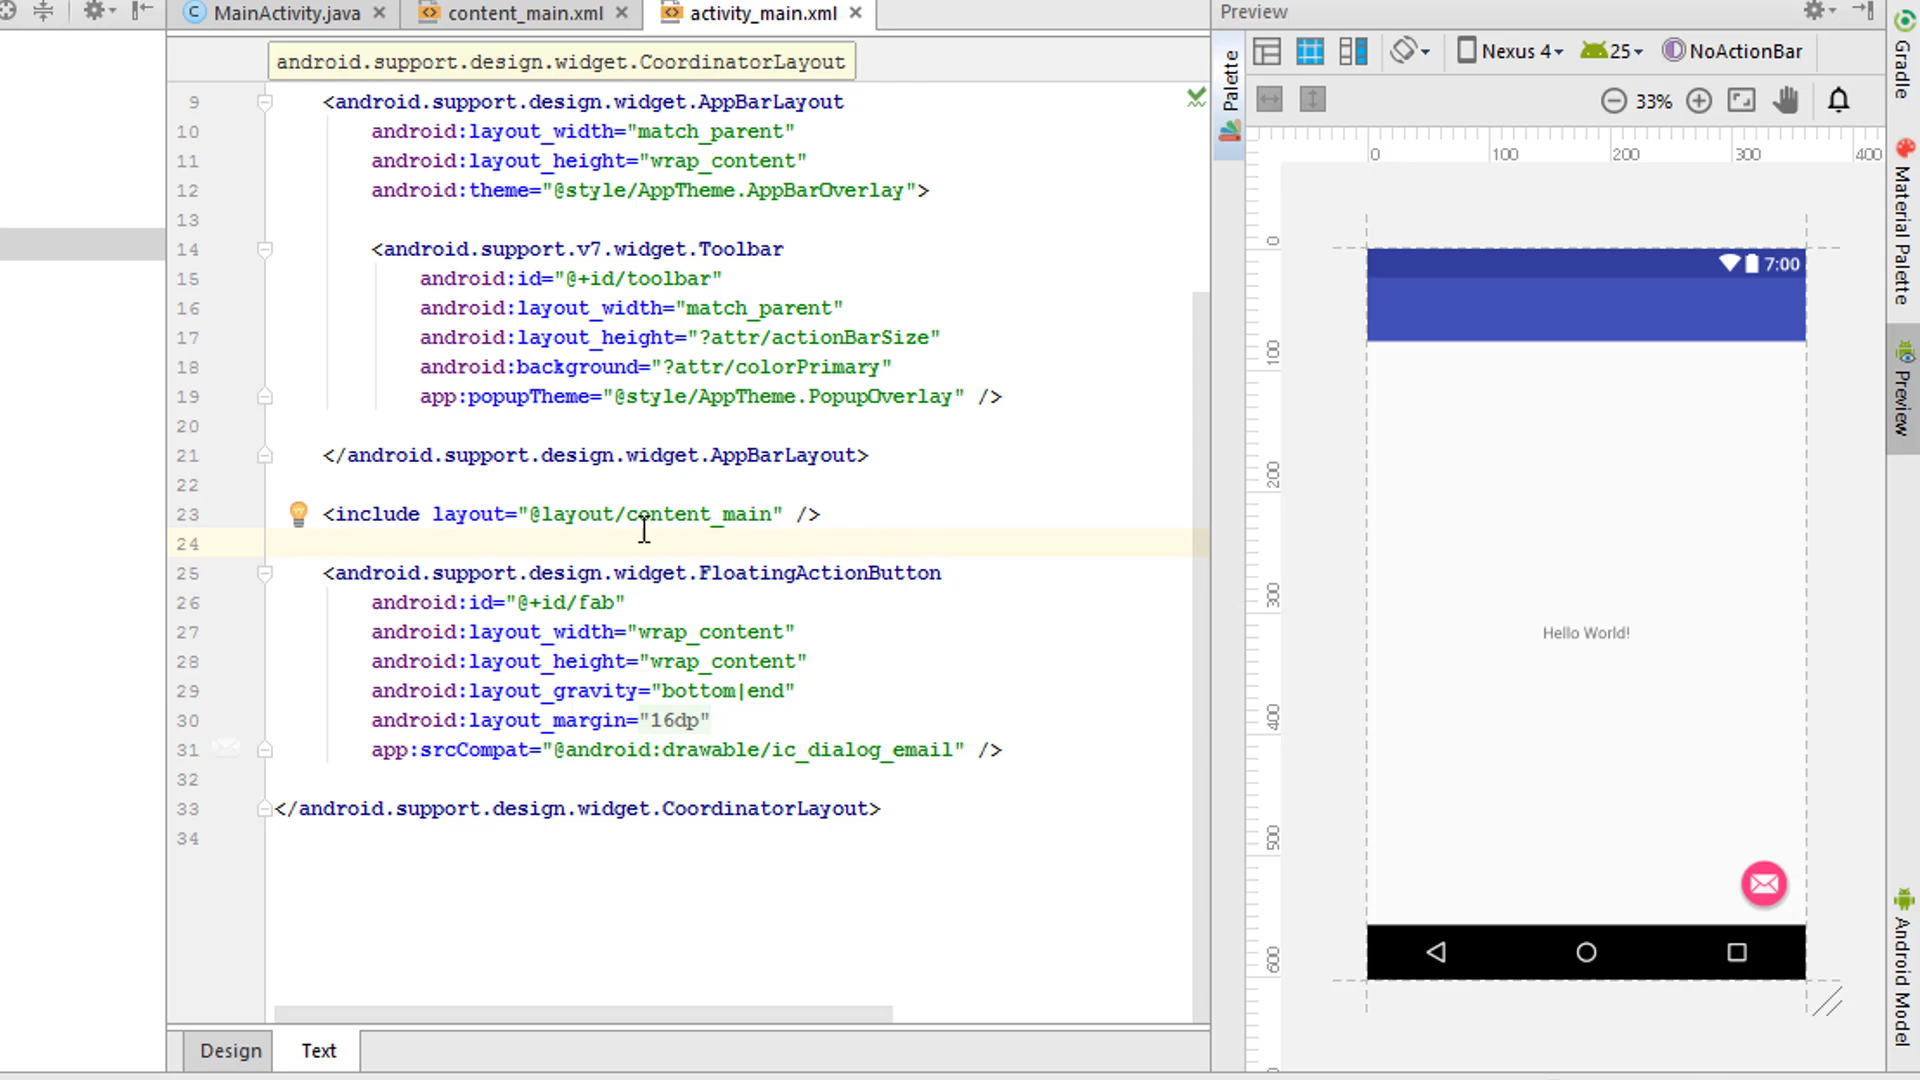 MainActivity.java
content_main.xml
activity_main.xml
Preview
android.support.design.widget.CoordinatorLayout
9 <android.support.design.widget.AppBarLayout
10 android:layout_width="match_parent"
11 android:layout_height="wrap_content"
12 android:theme="@style/AppTheme.AppBarOverlay">
13
14 <android.support.v7.widget.Toolbar
15 android:id="@+id/toolbar"
16 android:layout_width="match_parent"
17 android:layout_height="?attr/actionBarSize"
18 android:background="?attr/colorPrimary"
19 app:popupTheme="@style/AppTheme.PopupOverlay" />
20
21 </android.support.design.widget.AppBarLayout>
22
23 <include layout="@layout/content_main" />
24
25 <android.support.design.widget.FloatingActionButton
26 android:id="@+id/fab"
27 android:layout_width="wrap_content"
28 android:layout_height="wrap_content"
29 android:layout_gravity="bottom|end"
30 android:layout_margin="16dp"
31 app:srcCompat="@android:drawable/ic_dialog_email" />
32
33 </android.support.design.widget.CoordinatorLayout>
34
Design
Text
Palette
Nexus 4
25
NoActionBar
33%
0
100
200
300
400
0
100
200
300
400
500
600
7:00
Hello World!
Gradle
Material Palette
Preview
Android Model